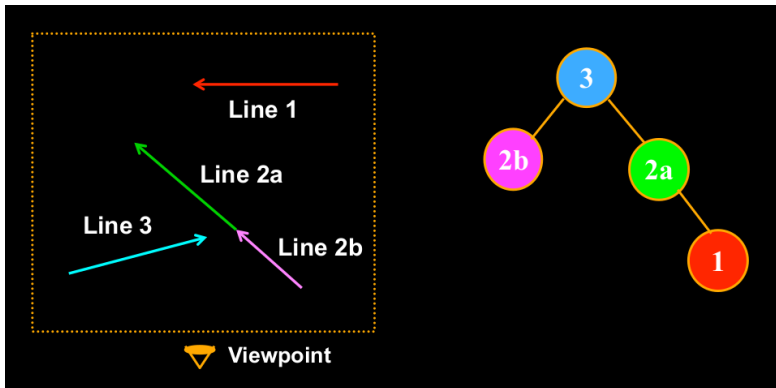 Line 1
Line 2a
Line 3
Line 2b
Viewpoint
3
2b
2a
1